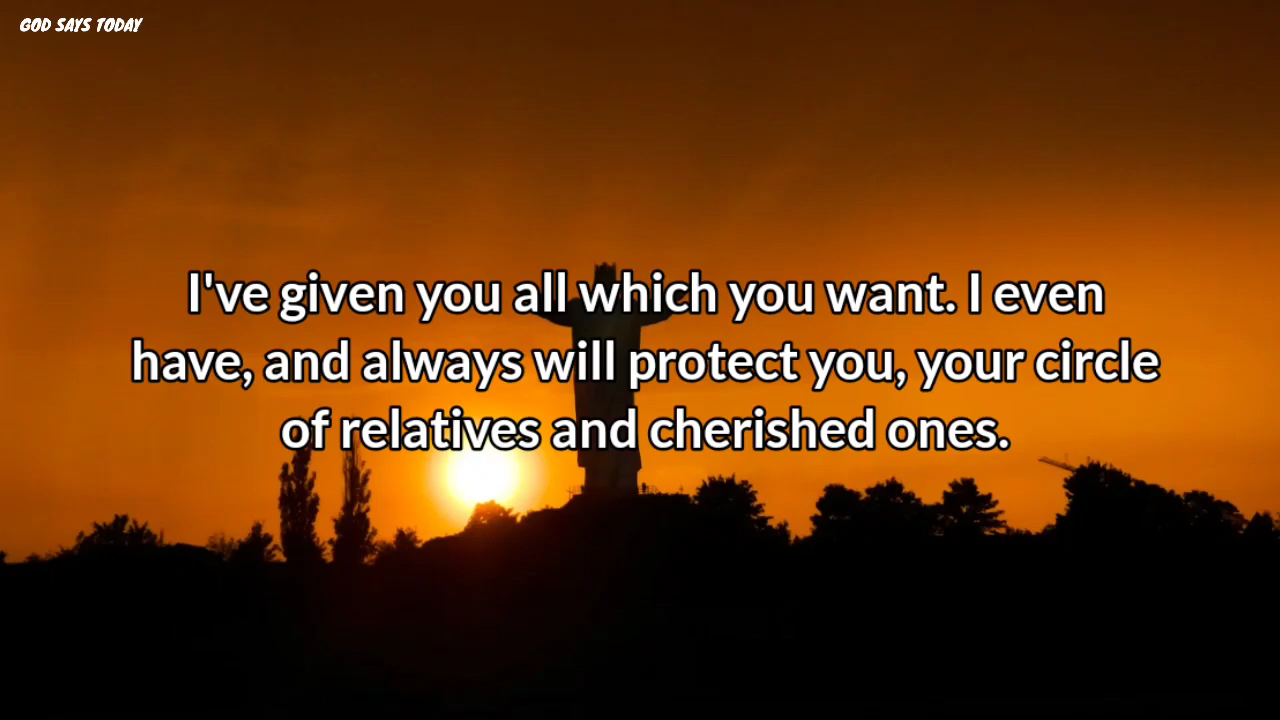 GOD SAYS TODAY
I've given you all which you want. I even
have, and always will protect you, your circle
of relatives and cherished ones.